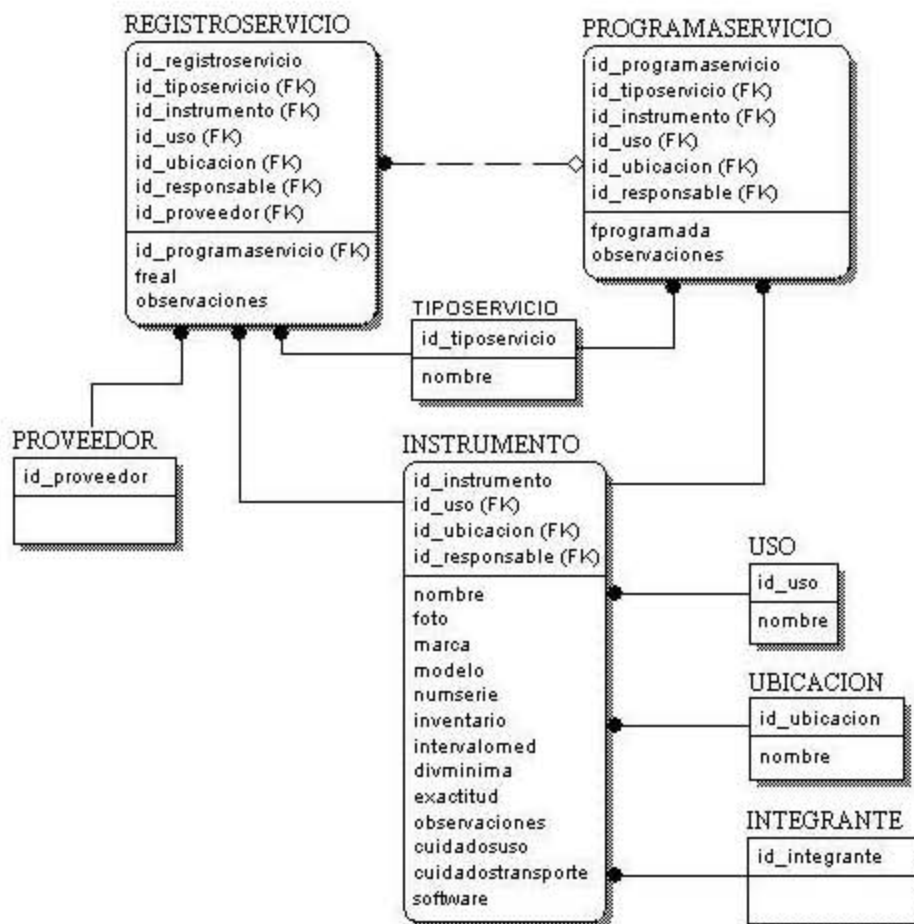 REGISTROSERVICIO
id_registroservicio
id_tiposervicio (FK)
id_instrumento (FK)
id_uso (FK)
id_ubicacion (FK)
id_responsable (FK)
id_proveedor (FK)
id_programaservicio (FK)
freal
observaciones
PROGRAMASERVICIO
id_programaservicio
id_tiposervicio (FK)
id_instrumento (FK)
id_uso (FK)
id_ubicacion (FK)
id_responsable (FK)
fprogramada
observaciones
TIPOSERVICIO
id_tiposervicio
nombre
PROVEEDOR
id_proveedor
INSTRUMENTO
id_instrumento
id_uso (FK)
id_ubicacion (FK)
id_responsable (FK)
nombre
foto
marca
modelo
numserie
inventario
intervalomed
divminima
exactitud
observaciones
cuidadosuso
cuidadostransporte
software
USO
id_uso
nombre
UBICACION
id_ubicacion
nombre
INTEGRANTE
id_integrante